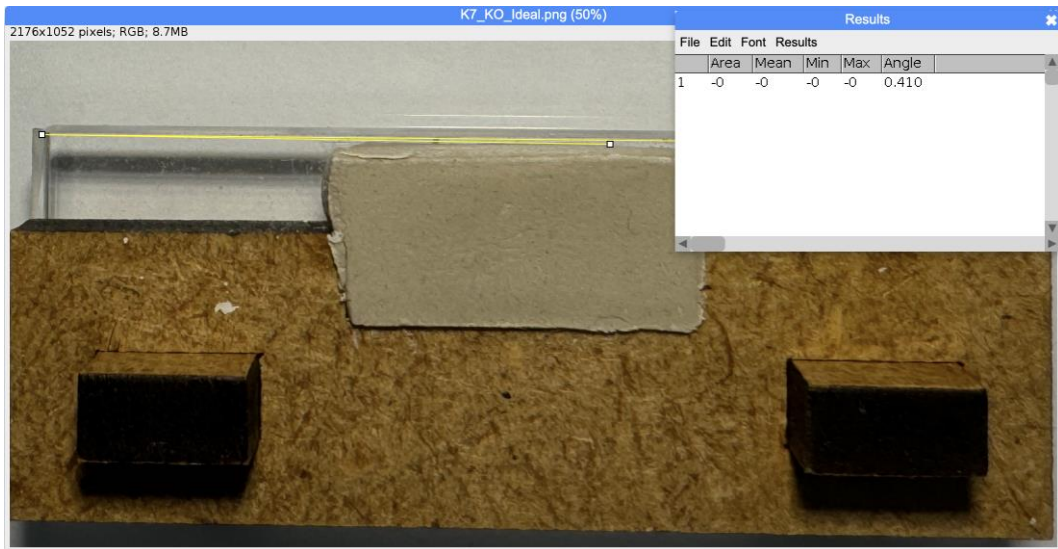 K7_KO_Ideal.png (50%)
2176x1052 pixels; RGB; 8.7MB
Results
File Edit Font Results
Area Mean Min Max Angle
1 -0 -0 -0 -0 0.410